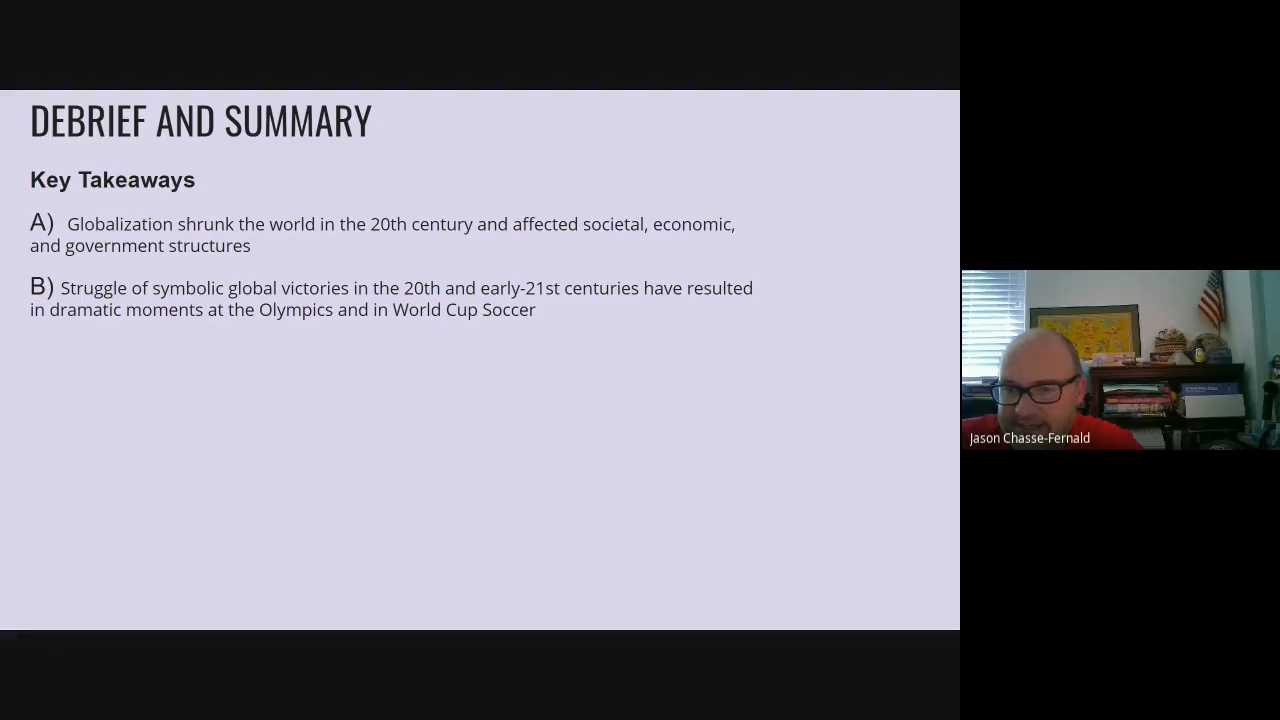 DEBRIEF AND SUMMARY
Key Takeaways
A) Globalization shrunk the world in the 20th century and affected societal, economic,
and government structures
B) Struggle of symbolic global victories in the 20th and early-21st centuries have resulted
in dramatic moments at the Olympics and in World Cup Soccer
Jason Chasse-Fernald